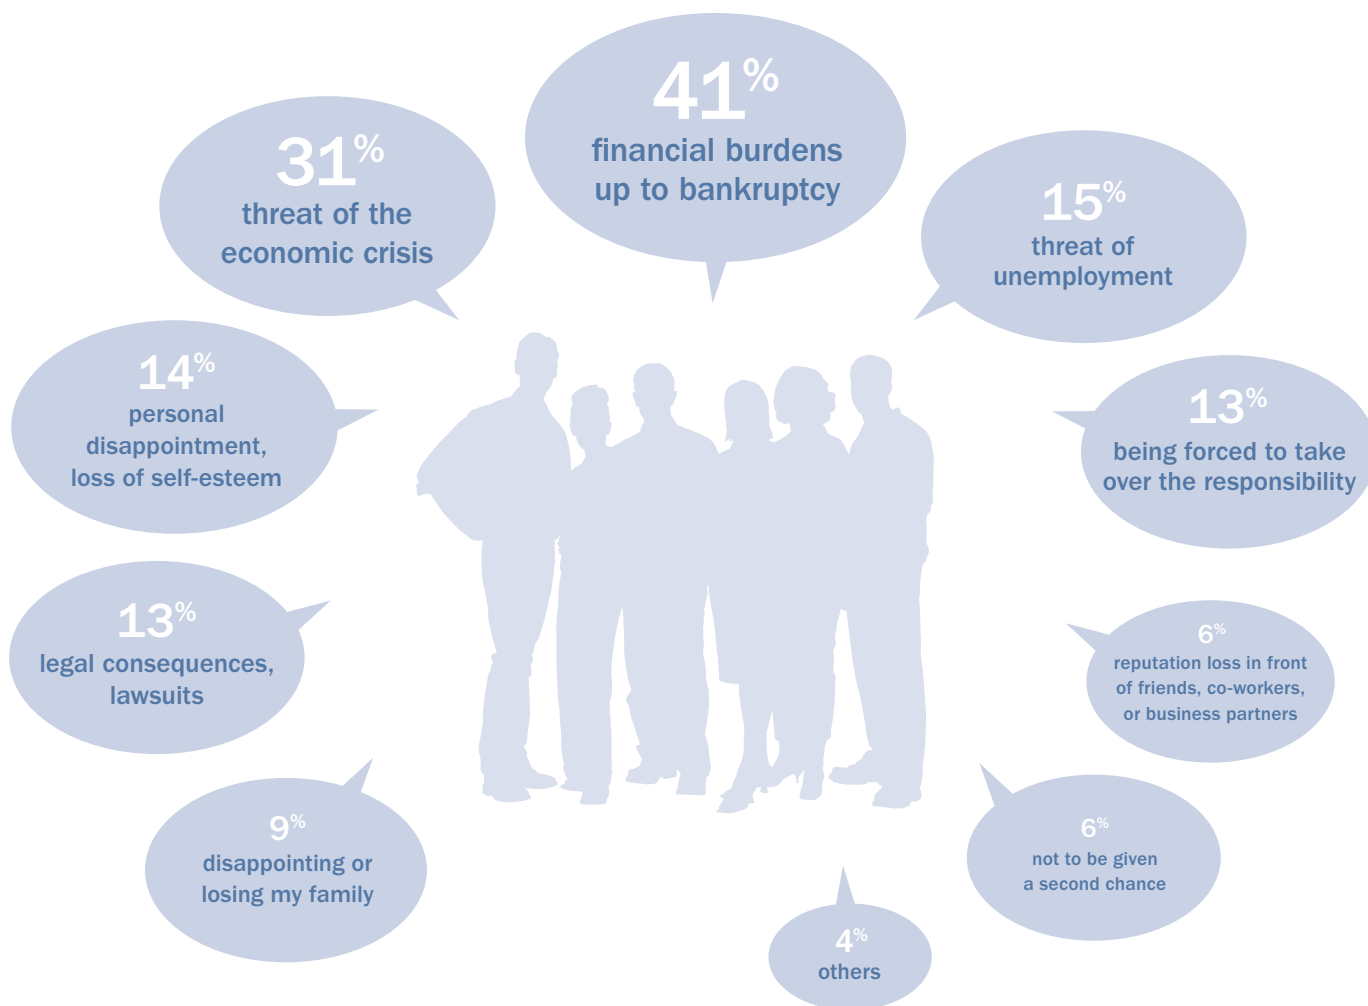 41%
financial burdens
up to bankruptcy
31%
threat of the
economic crisis
15%
threat of
unemployment
14%
personal
disappointment,
loss of self-esteem
13%
being forced to take
over the responsibility
13%
legal consequences,
lawsuits
6%
reputation loss in front
of friends, co-workers,
or business partners
9%
disappointing or
losing my family
6%
not to be given
a second chance
4%
others